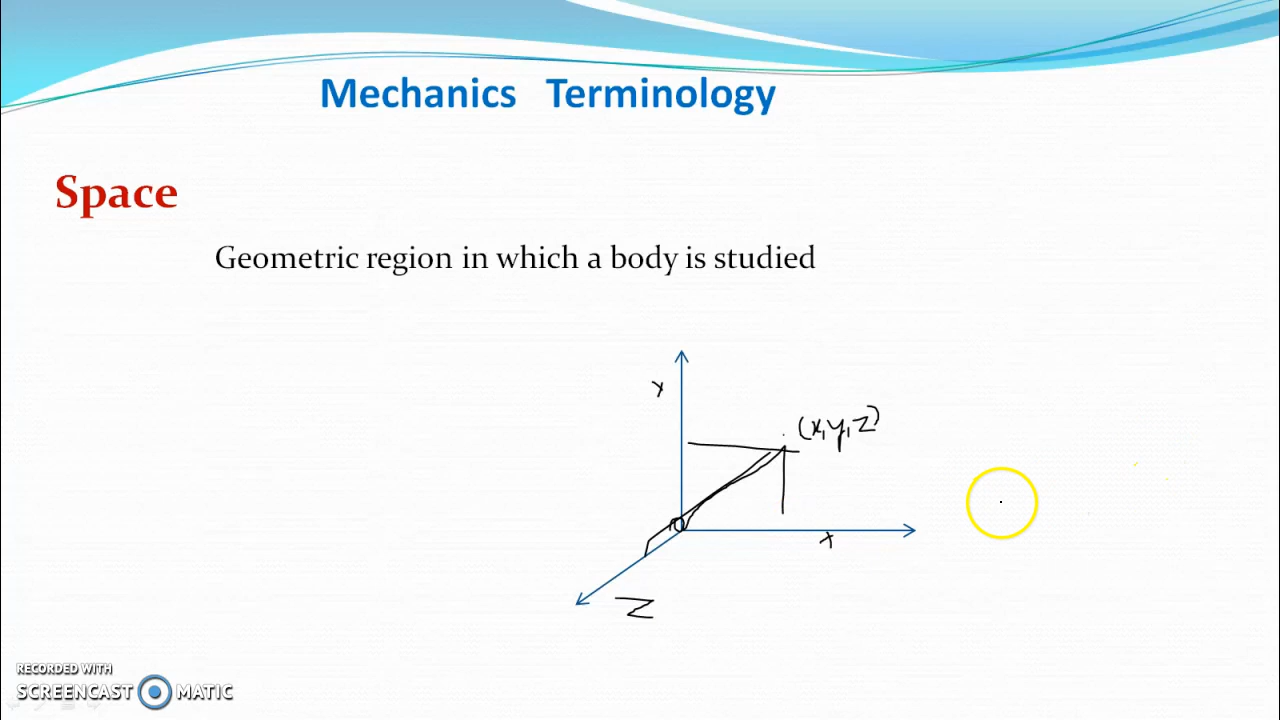 Mechanics Terminology
Space
Geometric region in which a body is studied
Y
(x,y,z)
x
Z
RECORDED WITH
SCREENCAST MATIC